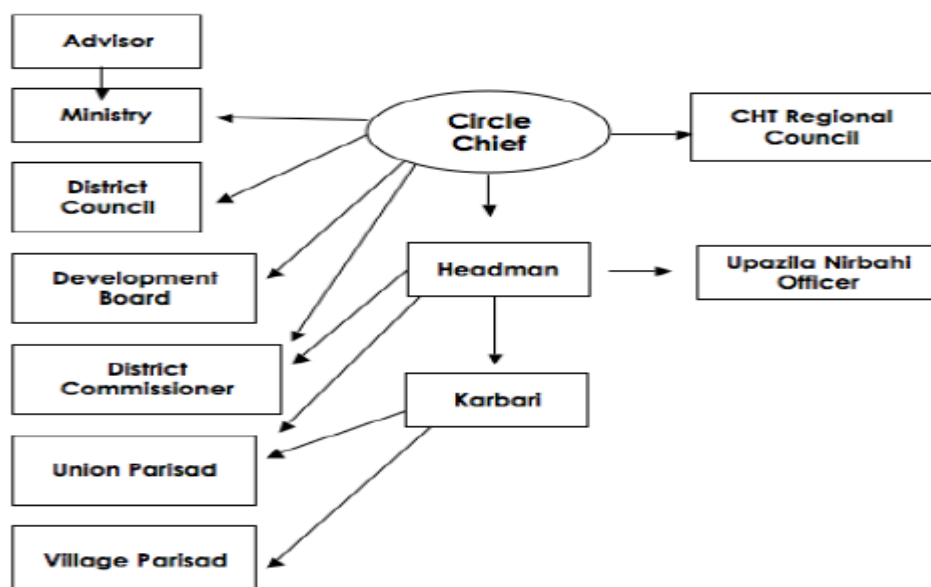 Advisor
Ministry
Circle
Chief
CHT Regional
Council
District
Council
Development
Board
Headman
Upazila Nirbahi
Officer
District
Commissioner
Karbari
Union Parisad
Village Parisad